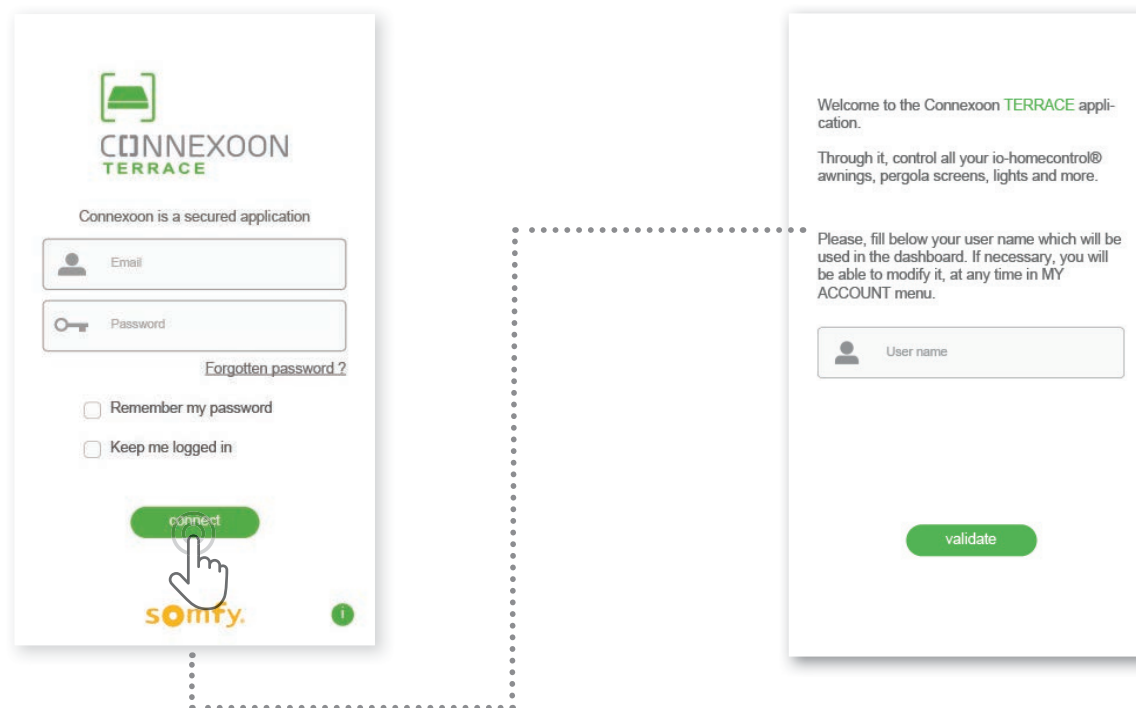 CONNEXOON
TERRACE
Connexoon is a secured application
Email
Password
Forgotten password ?
Remember my password
Keep me logged in
connect
somfy.
i
Welcome to the Connexoon TERRACE appli-
cation.
Through it, control all your io-homecontrol®
awnings, pergola screens, lights and more.
Please, fill below your user name which will be
used in the dashboard. If necessary, you will
be able to modify it, at any time in MY
ACCOUNT menu.
User name
validate